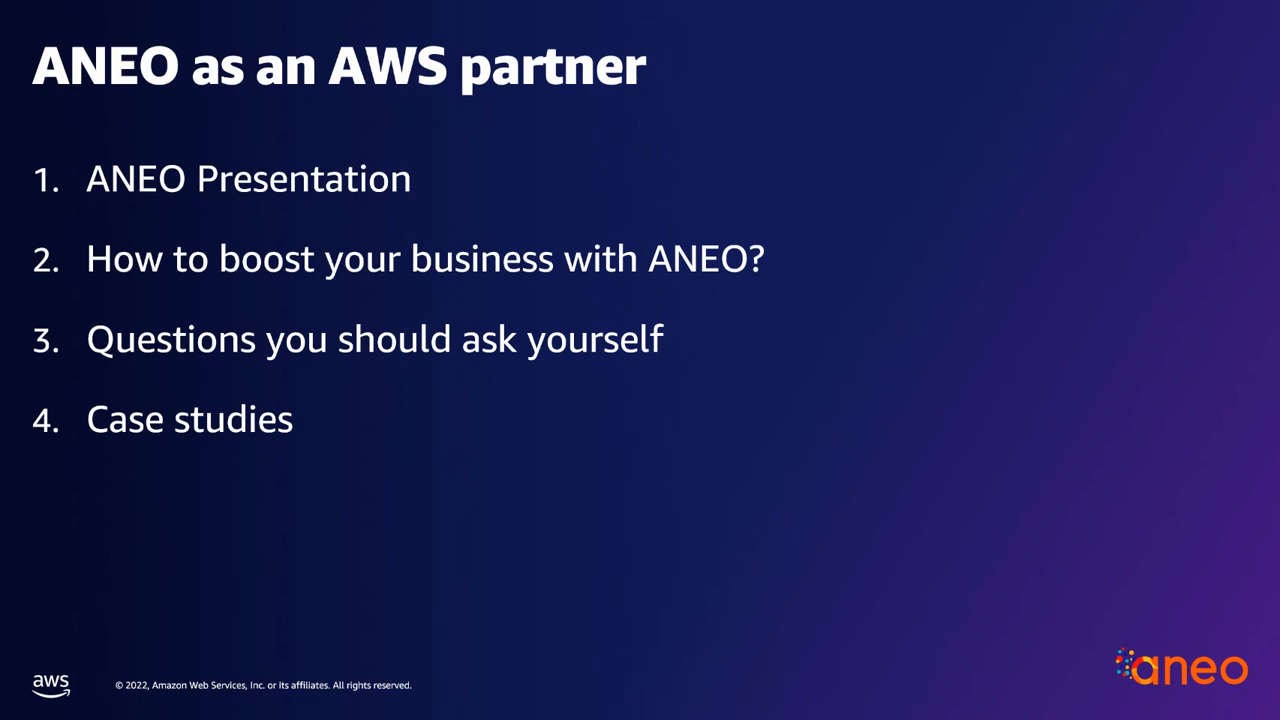 ANEO as an AWS partner
1. ANEO Presentation
2. How to boost your business with ANEO?
3. Questions you should ask yourself
4. Case studies
aws
© 2022, Amazon Web Services, Inc. or its affiliates. All rights reserved.
aneo